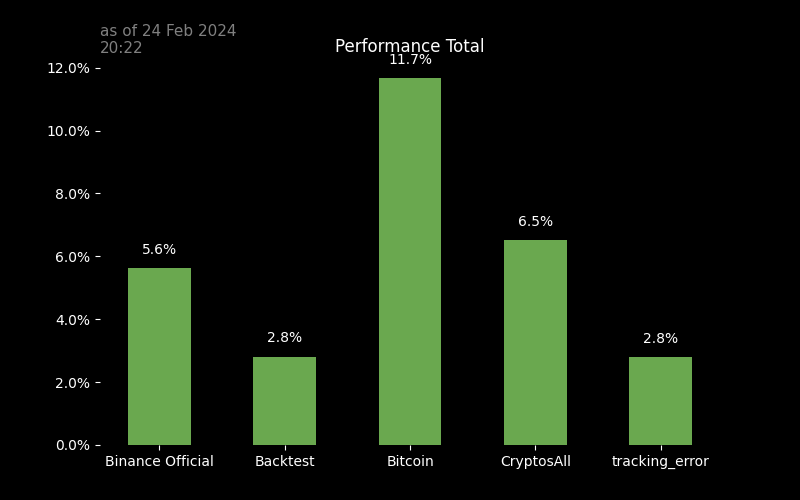 as of 24 Feb 2024
20:22
Performance Total
12.0%
10.0%
8.0%
6.0%
4.0%
2.0%
0.0%
5.6%
2.8%
11.7%
6.5%
2.8%
Binance Official
Backtest
Bitcoin
CryptosAll
tracking_error